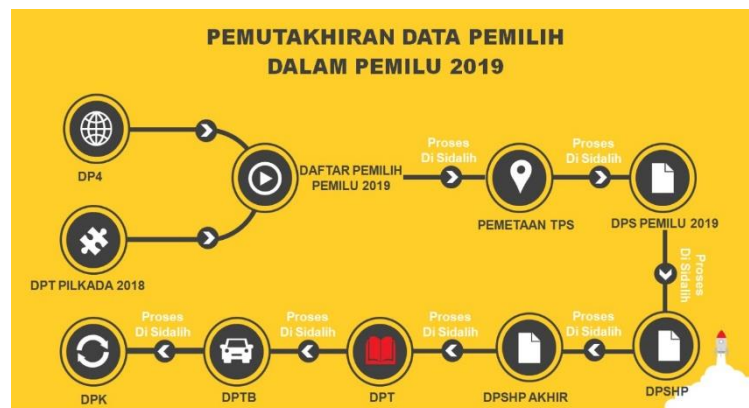 PEMUTAKHIRAN DATA PEMILIH
DALAM PEMILU 2019
DP4
DAFTAR PEMILIH
PEMILU 2019
Proses
Di Sidalih
PEMETAAN TPS
Proses
Di Sidalih
DPS PEMILU 2019
DPT PILKADA 2018
Proses
Di Sidalih
DPSHP
Proses
Di Sidalih
DPSHP AKHIR
Proses
Di Sidalih
DPT
Proses
Di Sidalih
DPTB
Proses
Di Sidalih
DPK